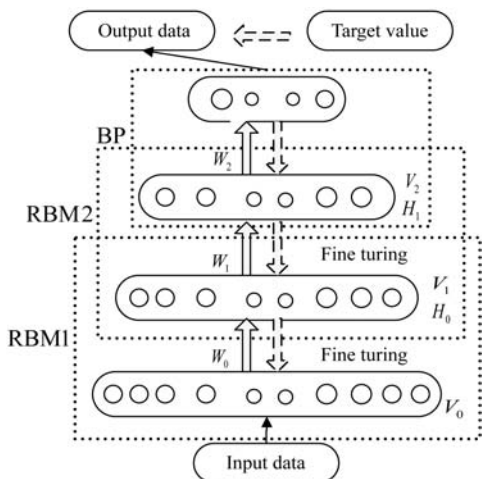 Output data
Target value
BP
W2
V2
H1
RBM2
W1
Fine turing
V1
H0
RBM1
W0
Fine turing
V0
Input data